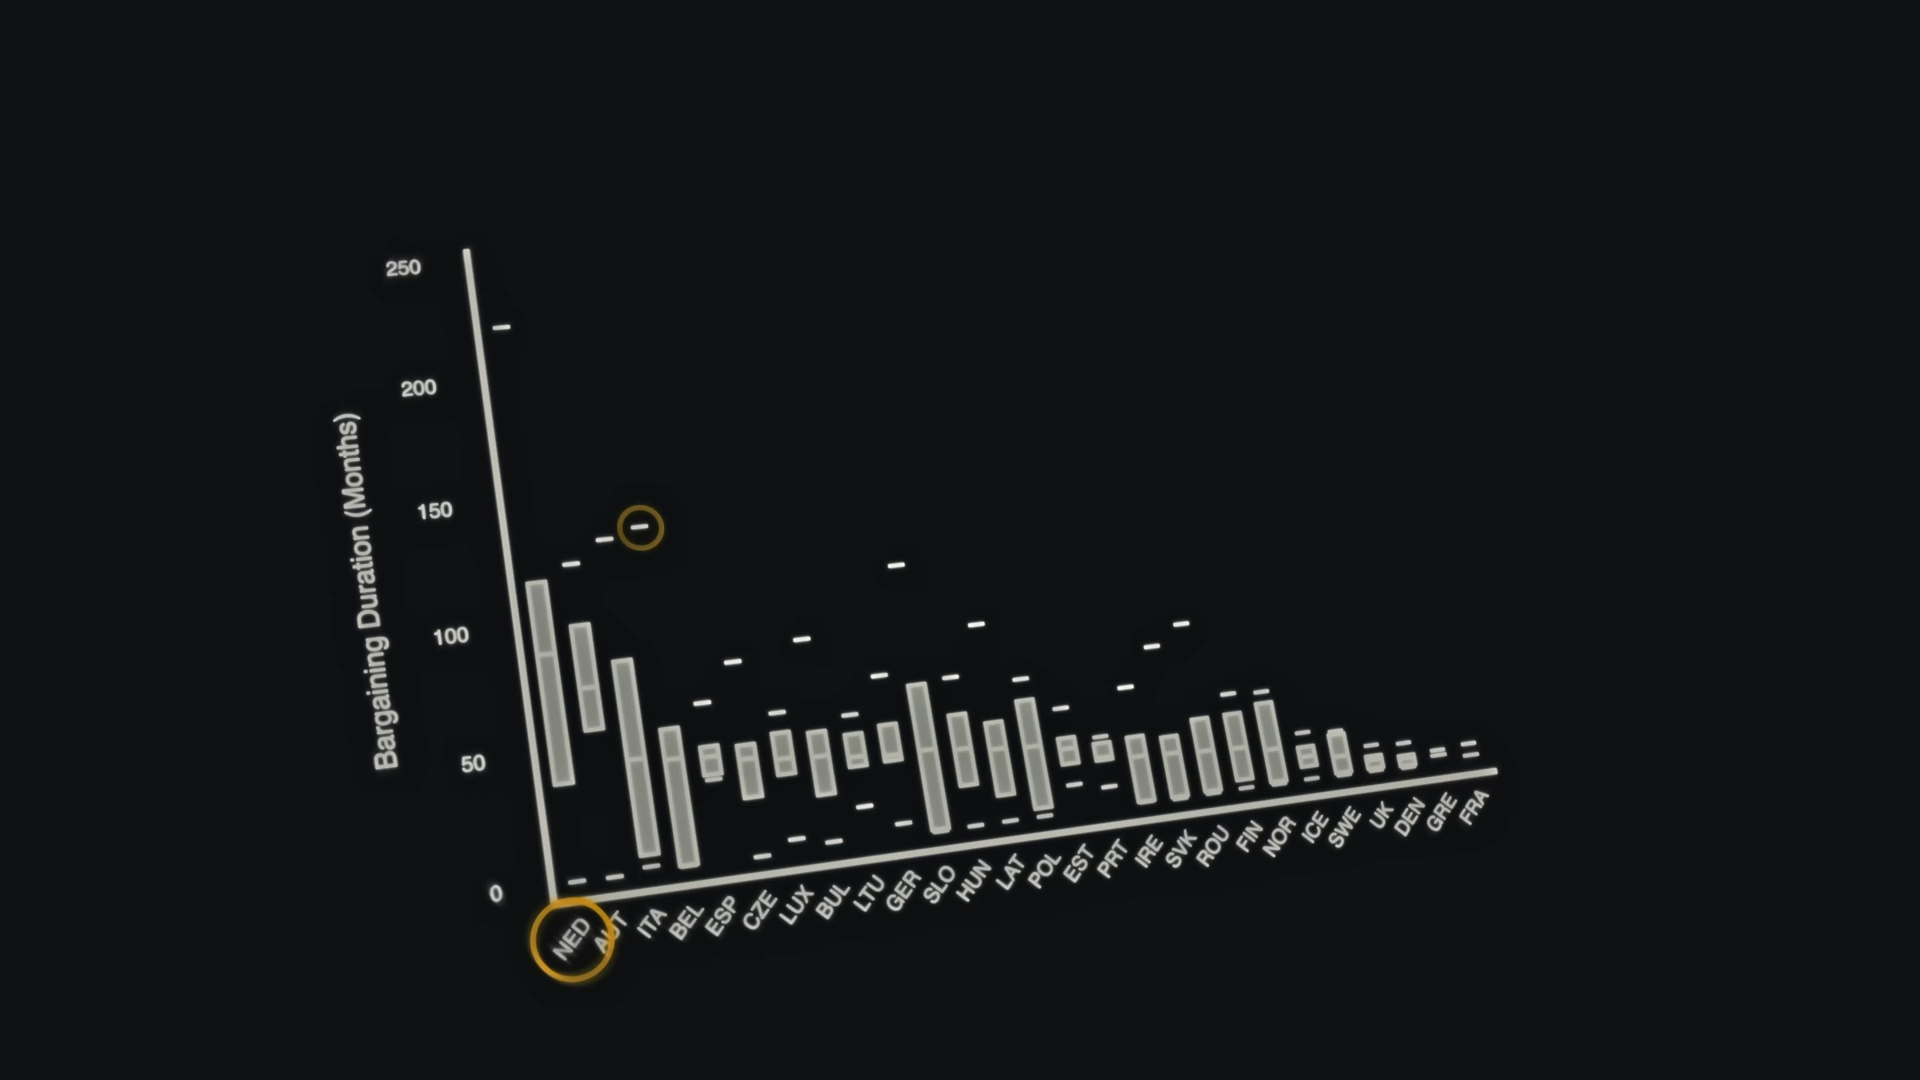 250
200
150
100
50
0
Bargaining Duration (Months)
NED
AUT
ITA
BEL
ESP
CZE
LUX
BUL
LTU
GER
SLO
HUN
LAT
POL
EST
PRT
IRE
SVK
ROU
FIN
NOR
ICE
SWE
UK
DEN
GRE
FRA